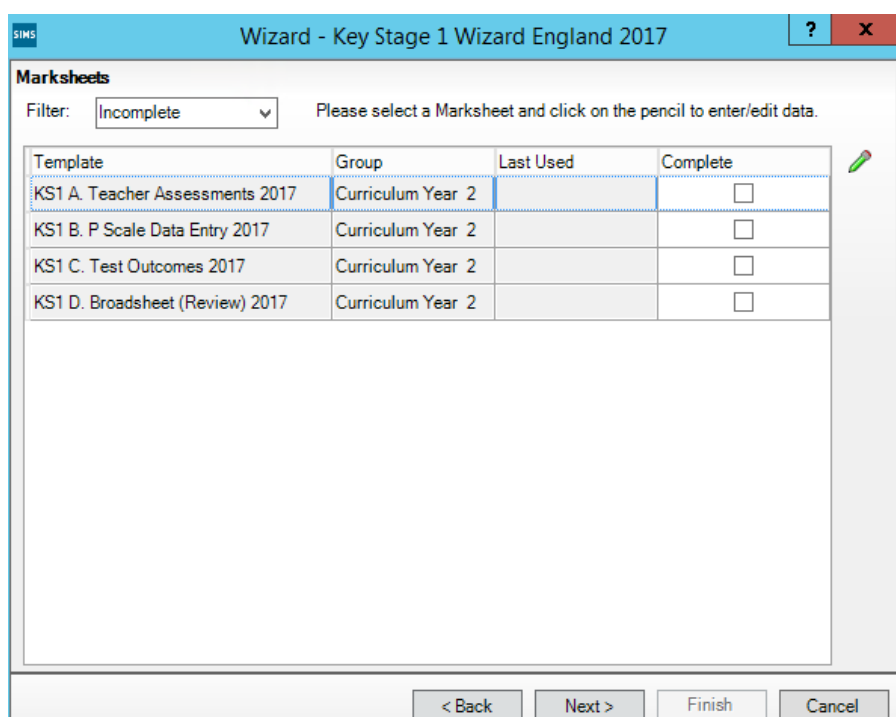 SIMS Wizard - Key Stage 1 Wizard England 2017 ? x
Marksheets
Filter: Incomplete Please select a Marksheet and click on the pencil to enter/edit data.
Template Group Last Used Complete
KS1 A. Teacher Assessments 2017 Curriculum Year 2
KS1 B. P Scale Data Entry 2017 Curriculum Year 2
KS1 C. Test Outcomes 2017 Curriculum Year 2
KS1 D. Broadsheet (Review) 2017 Curriculum Year 2
< Back Next > Finish Cancel